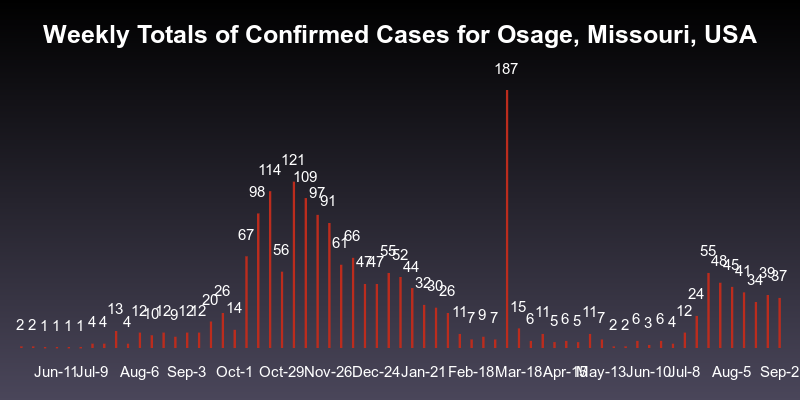 Weekly Totals of Confirmed Cases for Osage, Missouri, USA
2 2 1 1 1 1 4 4 13 4 12 10 12 9 12 12 20 26 14 67 98 114 56 121 109 97 91 61 66 47 47 55 52 44 32 30 26 11 7 9 7 187 15 6 11 5 6 5 11 7 2 2 6 3 6 4 12 24 55 48 45 41 34 39 37
Jun-11 Jul-9 Aug-6 Sep-3 Oct-1 Oct-29 Nov-26 Dec-24 Jan-21 Feb-18 Mar-18 Apr-15 May-13 Jun-10 Jul-8 Aug-5 Sep-2